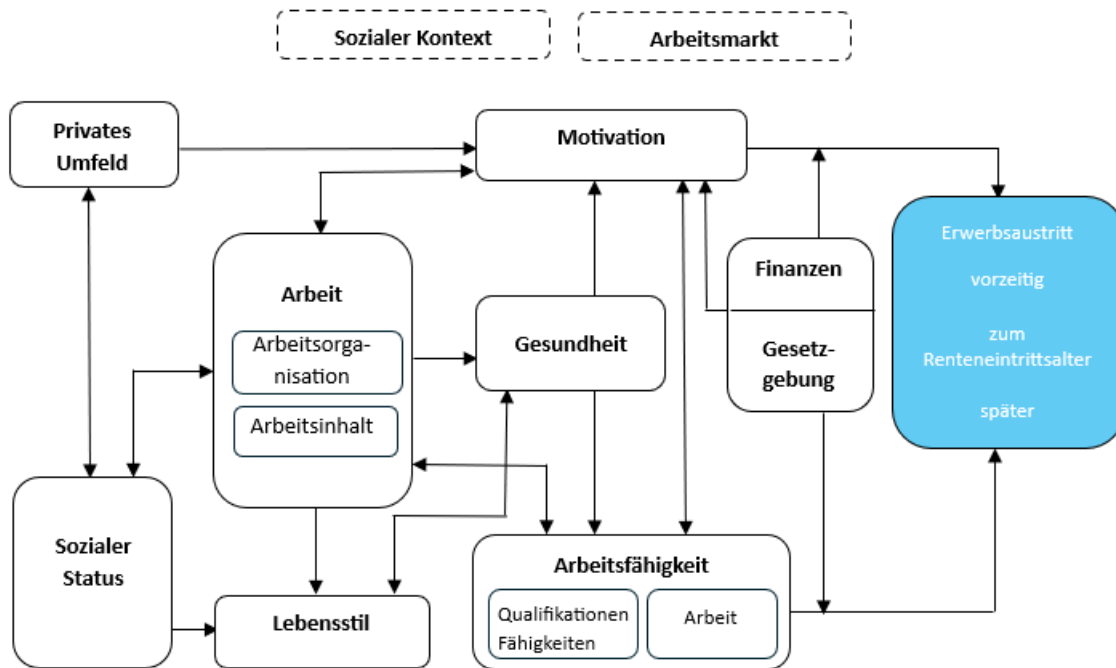 Sozialer Kontext
Arbeitsmarkt
Privates
Umfeld
Motivation
Erwerbsaustritt
vorzeitig
zum
Renteneintrittsalter
später
Arbeit
Arbeitsorga-
nisation
Arbeitsinhalt
Gesundheit
Finanzen
Gesetz-
gebung
Sozialer
Status
Lebensstil
Arbeitsfähigkeit
Qualifikationen
Fähigkeiten
Arbeit